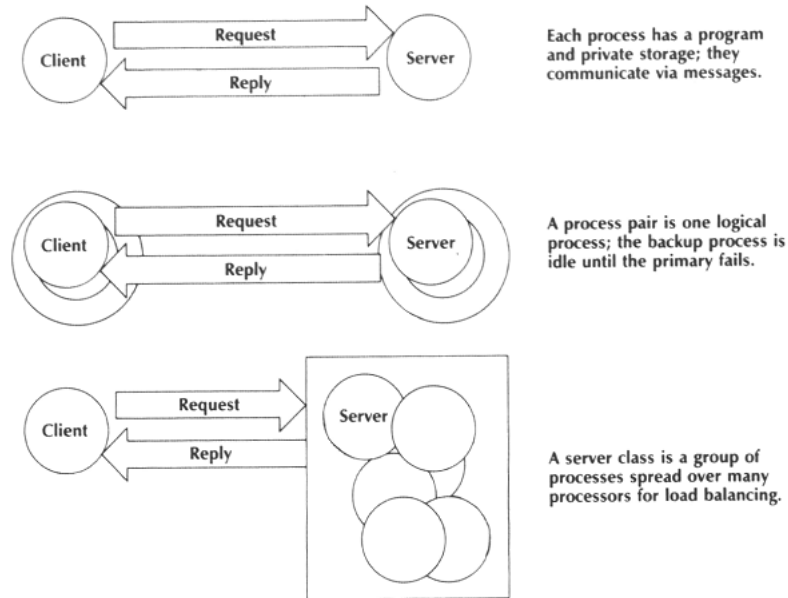 Client
Request
Reply
Server
Each process has a program
and private storage; they
communicate via messages.
Client
Request
Reply
Server
A process pair is one logical
process; the backup process is
idle until the primary fails.
Client
Request
Reply
Server
A server class is a group of
processes spread over many
processors for load balancing.